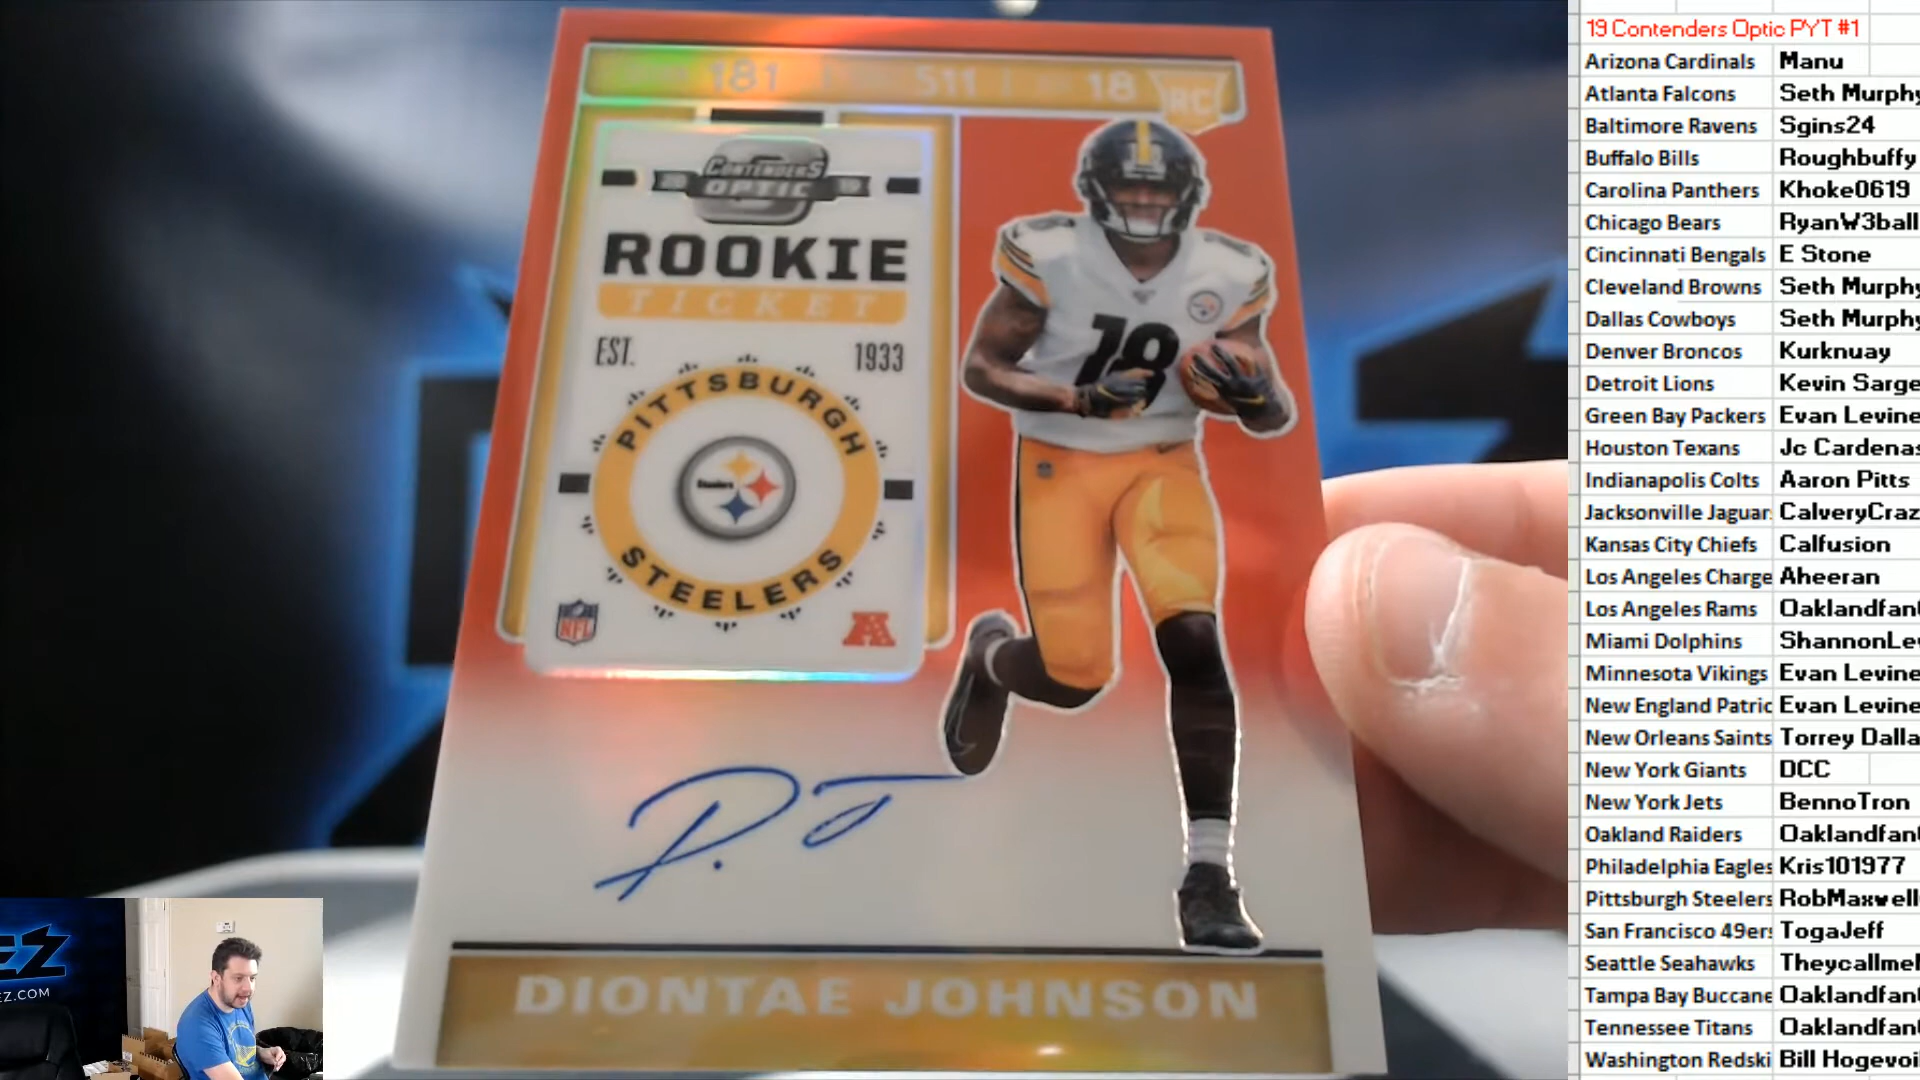 181 511 18 RC
CONTENDERS
20 OPTIC 19
ROOKIE
TICKET
EST. 1933
PITTSBURGH
Steelers
STEELERS
NFL
A
18
DIONTAE JOHNSON
EZ
EZ.COM
19 Contenders Optic PYT #1
Arizona Cardinals Manu
Atlanta Falcons Seth Murphy
Baltimore Ravens Sgins24
Buffalo Bills Roughbuffy
Carolina Panthers Khoke0619
Chicago Bears RyanW3ball
Cincinnati Bengals E Stone
Cleveland Browns Seth Murphy
Dallas Cowboys Seth Murphy
Denver Broncos Kurknuay
Detroit Lions Kevin Sarge
Green Bay Packers Evan Levine
Houston Texans Jc Cardenas
Indianapolis Colts Aaron Pitts
Jacksonville Jaguar CalveryCraz
Kansas City Chiefs Calfusion
Los Angeles Charge Aheeran
Los Angeles Rams Oaklandfan
Miami Dolphins ShannonLev
Minnesota Vikings Evan Levine
New England Patric Evan Levine
New Orleans Saints Torrey Dalla
New York Giants DCC
New York Jets BennoTron
Oakland Raiders Oaklandfan
Philadelphia Eagles Kris101977
Pittsburgh Steelers RobMaxwell
San Francisco 49ers TogaJeff
Seattle Seahawks Theycallme
Tampa Bay Buccane Oaklandfan
Tennessee Titans Oaklandfan
Washington Redski Bill Hogevoi